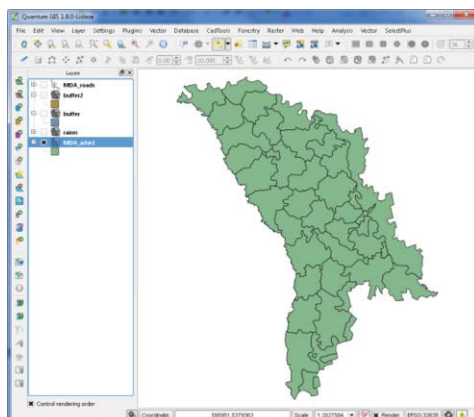 Quantum GIS 1.8.0-Lisboa
File Edit View Layer Settings Plugins Vector Database CadTools Forestry Raster Web Help Analysis Vector SelectPlus
Layers
MDA_roads
buffer2
buffer
raion
MDA_adm1
Control rendering order
Coordinate:
Scale
Render